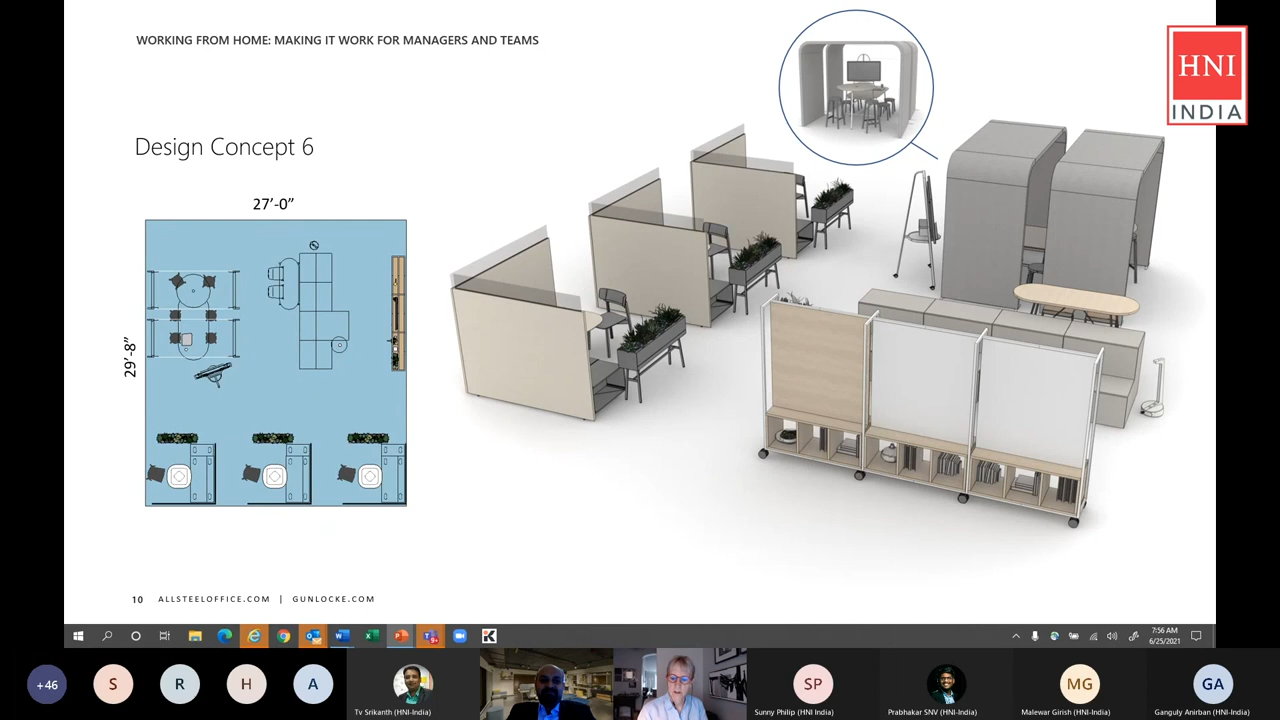 WORKING FROM HOME: MAKING IT WORK FOR MANAGERS AND TEAMS
HNI
INDIA
Design Concept 6
27’-0”
29’-8”
10 ALLSTEELOFFICE.COM | GUNLOCKE.COM
7:56 AM
6/25/2021
+46
S
R
H
A
SP
MG
GA
Tv Srikanth (HNI-India)
Sunny Philip (HNI India)
Prabhakar SNV (HNI-India)
Malewar Girish (HNI-India)
Ganguly Anirban (HNI-India)